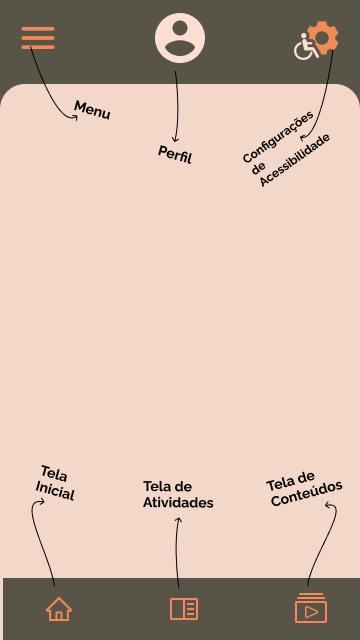 Menu
Perfil
Configurações
de
Acessibilidade
Tela
Inicial
Tela de
Atividades
Tela de
Conteúdos